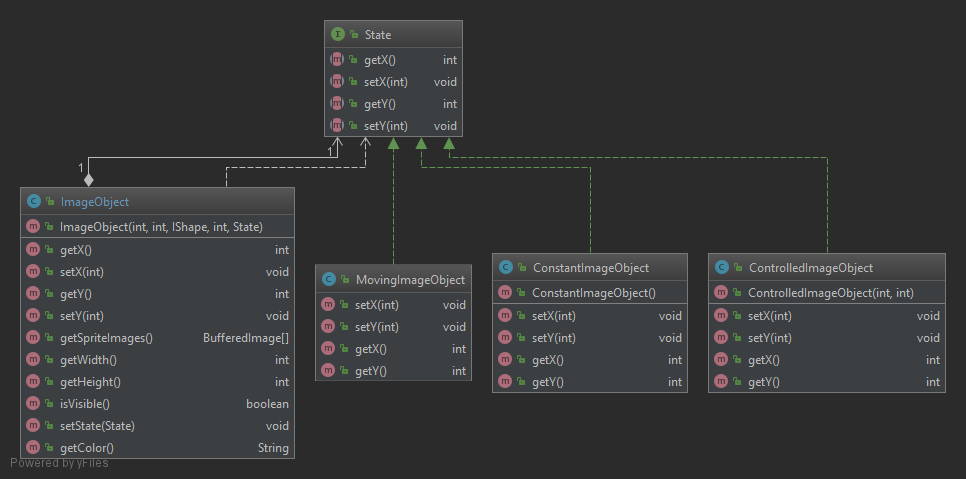 State
getX() int
setX(int) void
getY() int
setY(int) void
1
1
ImageObject
ImageObject(int, int, IShape, int, State)
getX() int
setX(int) void
getY() int
setY(int) void
getSpriteImages() BufferedImage[]
getWidth() int
getHeight() int
isVisible() boolean
setState(State) void
getColor() String
MovingImageObject
setX(int) void
setY(int) void
getX() int
getY() int
ConstantImageObject
ConstantImageObject()
setX(int) void
setY(int) void
getX() int
getY() int
ControlledImageObject
ControlledImageObject(int, int)
setX(int) void
setY(int) void
getX() int
getY() int
Powered by yFiles